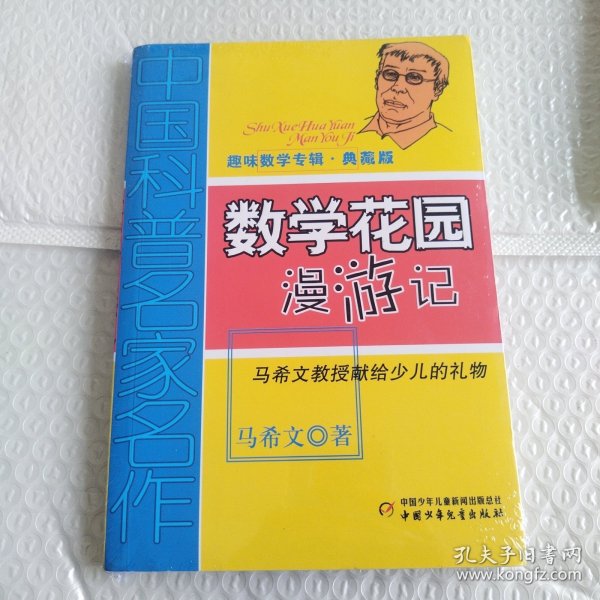 中国科普名家名作
Shu Xue Hua Yuan
Man You Ji
趣味数学专辑·典藏版
数学花园
漫游记
马希文教授献给少儿的礼物
马希文◎著
中国少年儿童新闻出版总社
中国少年儿童出版社
孔夫子旧书网
www.kongfz.com